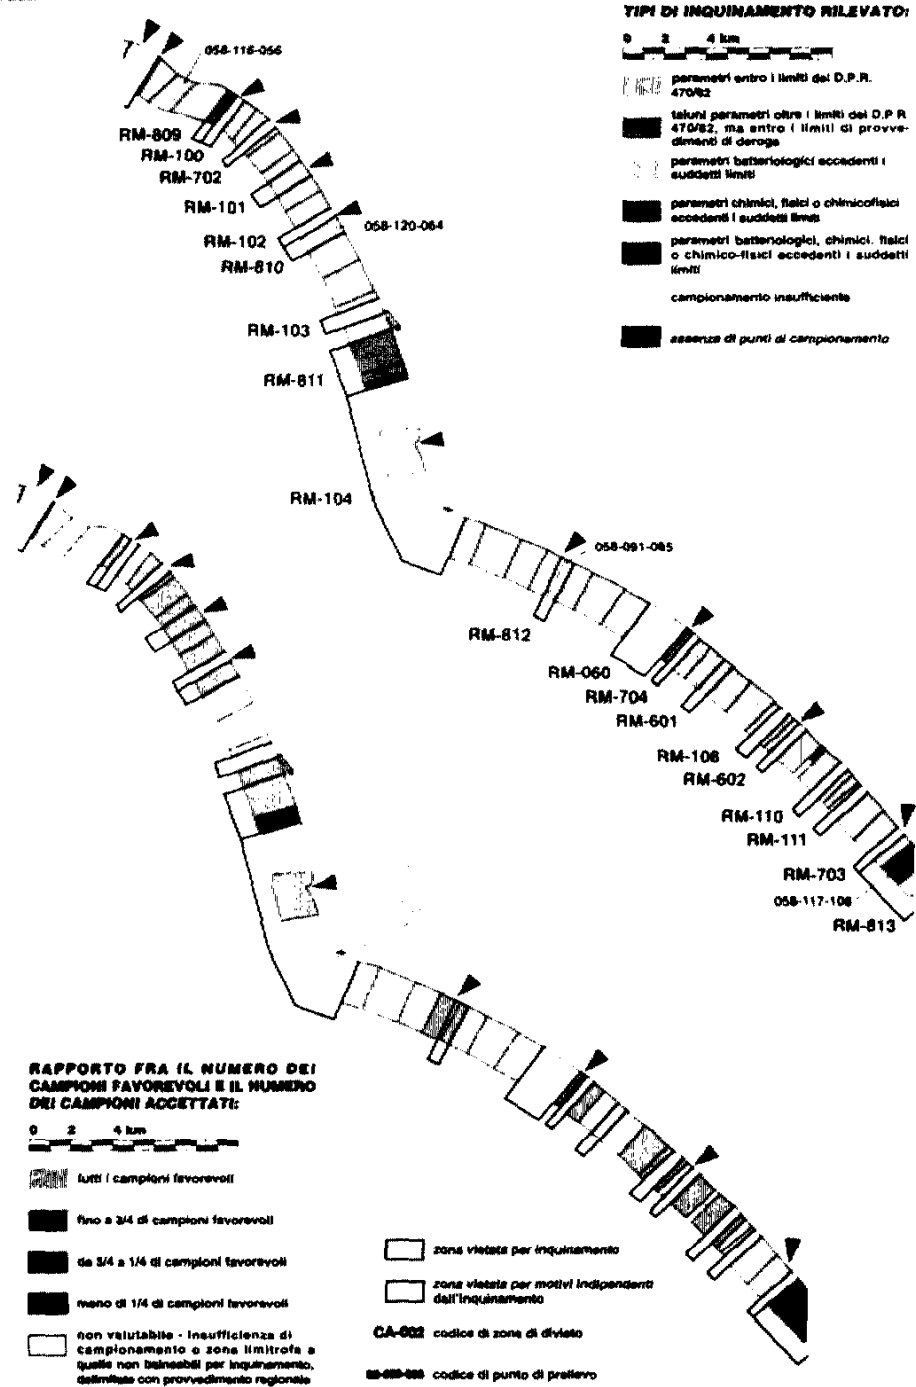 TIPI DI INQUINAMENTO RILEVATO:
0 2 4 km
parametri entro i limiti del D.P.R.
470/82
taluni parametri oltre i limiti del D.P.R
470/82, ma entro i limiti di provve-
dimenti di deroga
parametri batteriologici eccedenti i
suddetti limiti
parametri chimici, fisici o chimicofisici
eccedenti i suddetti limiti
parametri batteriologici, chimici, fisici
o chimico-fisici eccedenti i suddetti
limiti
campionamento insufficiente
assenza di punti di campionamento
058-116-056
RM-809
RM-100
RM-702
RM-101
058-120-064
RM-102
RM-810
RM-103
RM-811
RM-104
058-091-085
RM-812
RM-060
RM-704
RM-601
RM-106
RM-602
RM-110
RM-111
RM-703
058-117-108
RM-813
RAPPORTO FRA IL NUMERO DEI
CAMPIONI FAVOREVOLI E IL NUMERO
DEI CAMPIONI ACCETTATI:
0 2 4 km
tutti i campioni favorevoli
fino a 3/4 di campioni favorevoli
da 3/4 a 1/4 di campioni favorevoli
meno di 1/4 di campioni favorevoli
non valutabile - insufficienza di
campionamento o zona limitrofa a
quelle non balneabili per inquinamento,
delimitate con provvedimento regionale
zona vietata per inquinamento
zona vietata per motivi indipendenti
dall'inquinamento
CA-002 codice di zona di divieto
codice di punto di prelievo